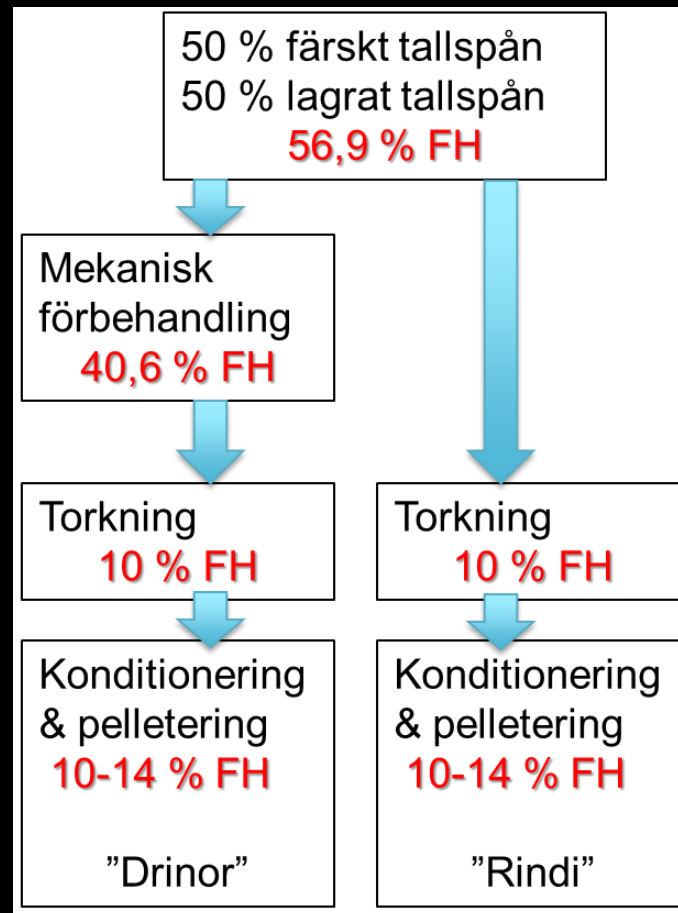 50 % färskt tallspån
50 % lagrat tallspån
56,9 % FH
Mekanisk
förbehandling
40,6 % FH
Torkning
10 % FH
Torkning
10 % FH
Konditionering
& pelletering
10-14 % FH
”Drinor”
Konditionering
& pelletering
10-14 % FH
”Rindi”